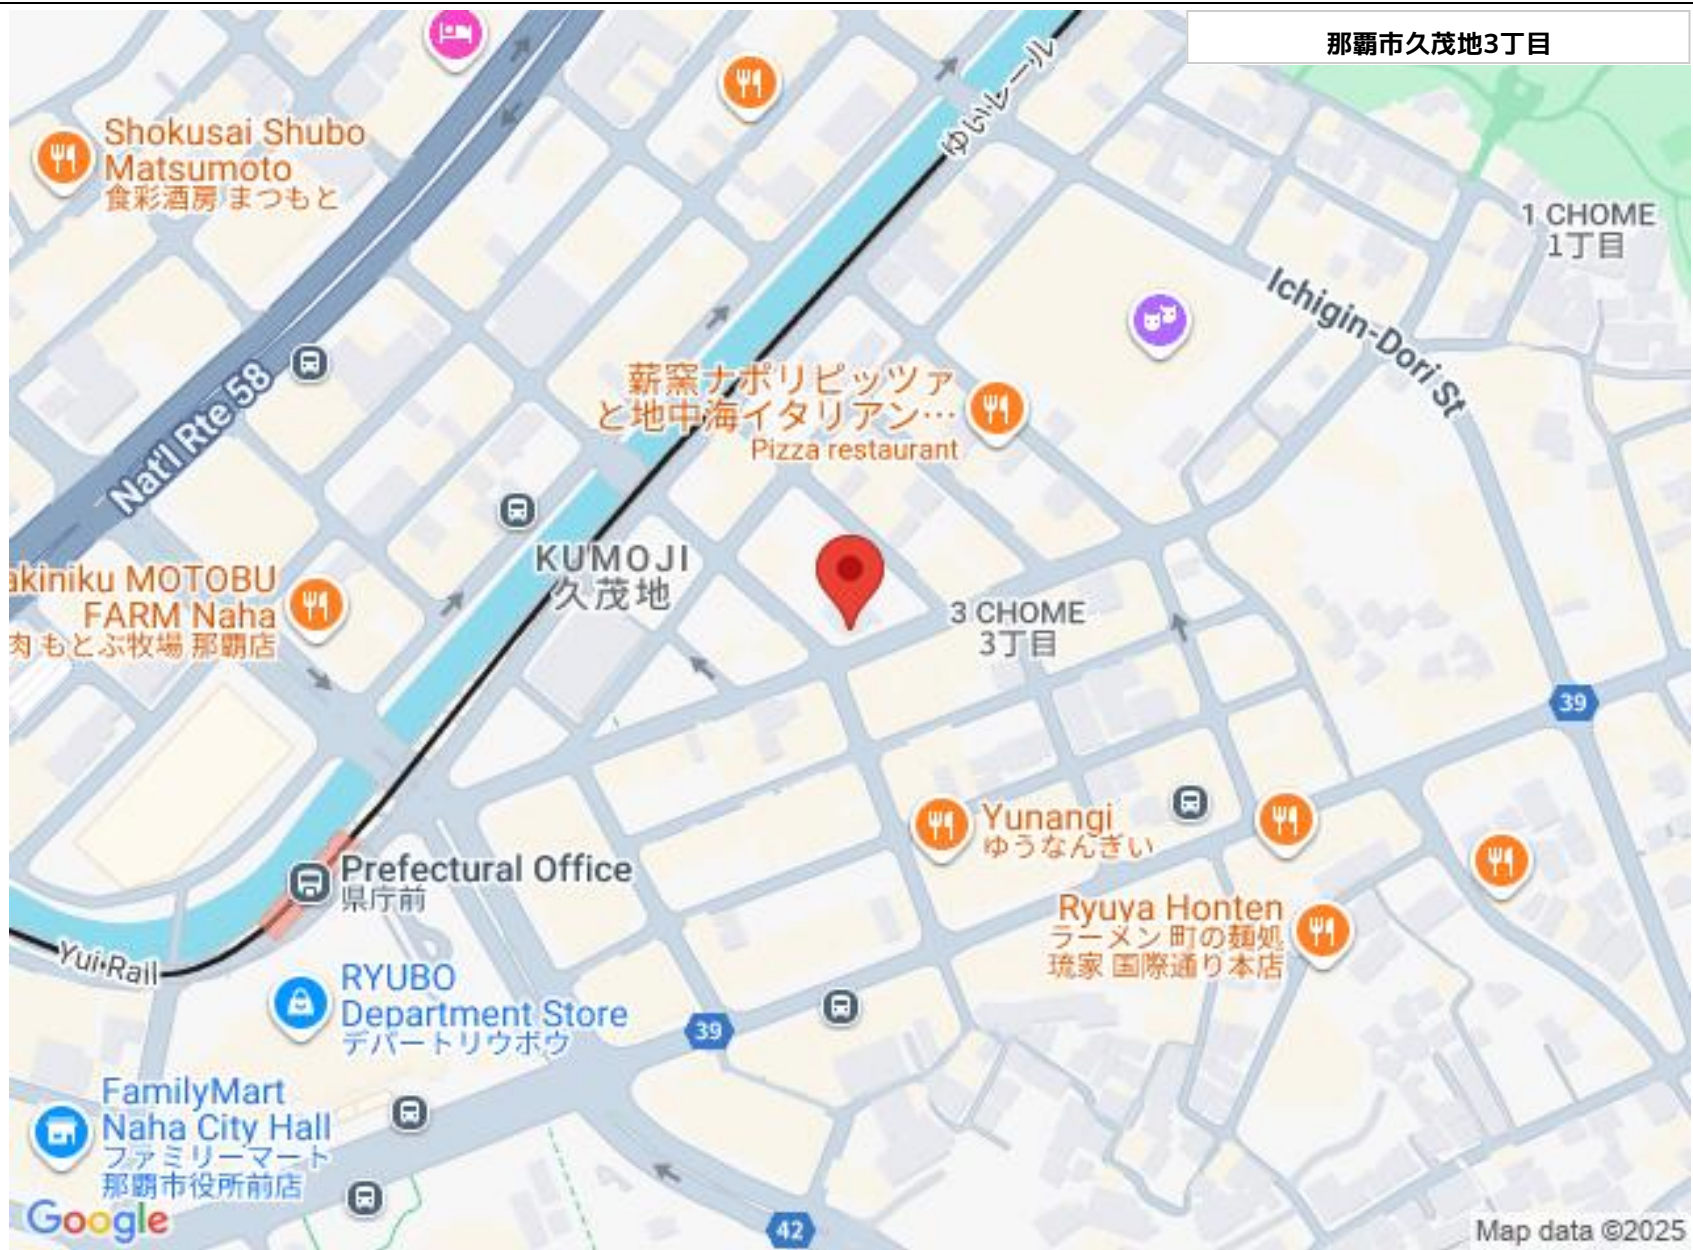 那覇市久茂地3丁目
ゆいレール
Shokusai Shubo
Matsumoto
食彩酒房 まつもと
1 CHOME
1丁目
Ichigin-Dori St
Nat'l Rte 58
薪窯ナポリピッツァ
と地中海イタリアン…
Pizza restaurant
KUMOJI
久茂地
akiniku MOTOBU
FARM Naha
肉 もとぶ牧場 那覇店
3 CHOME
3丁目
39
Yunangi
ゆうなんぎい
Prefectural Office
県庁前
Ryuya Honten
ラーメン 町の麺処
琉家 国際通り本店
Yui Rail
RYUBO
Department Store
デパートリウボウ
39
FamilyMart
Naha City Hall
ファミリーマート
那覇市役所前店
Google
42
Map data ©2025